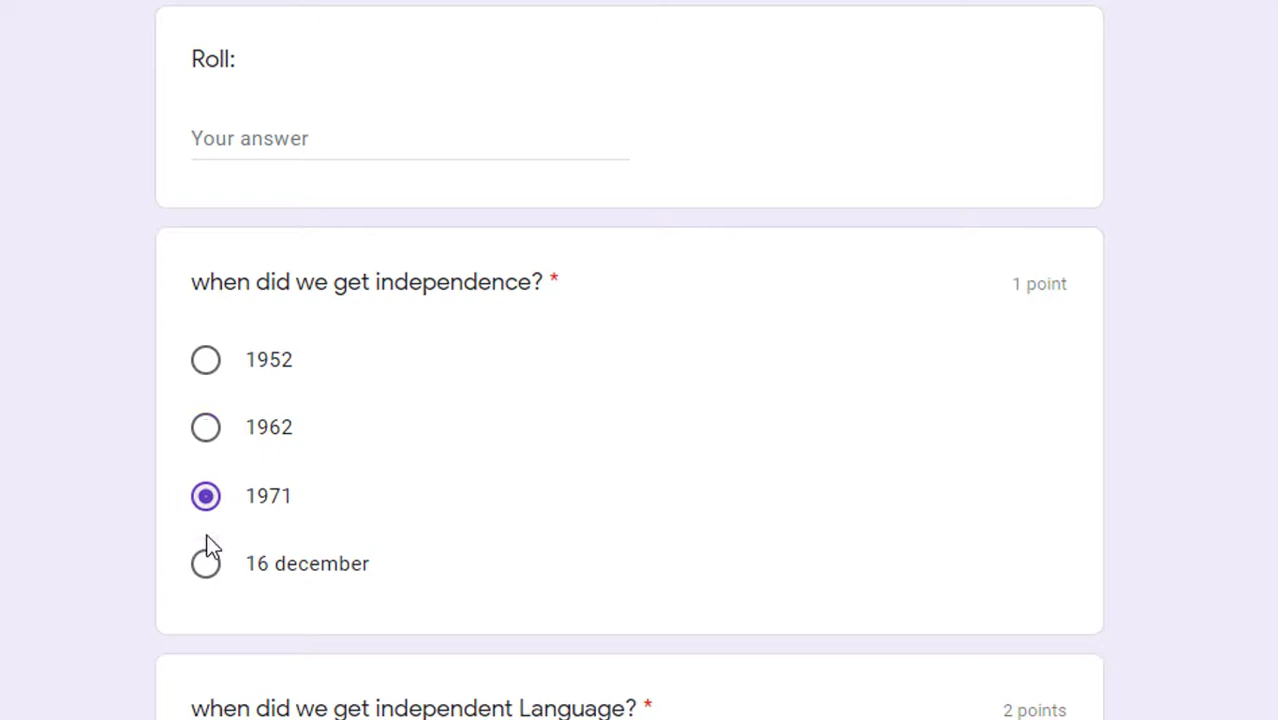 Roll:
Your answer
when did we get independence? *
1 point
1952
1962
1971
16 december
when did we get independent Language? *
2 points